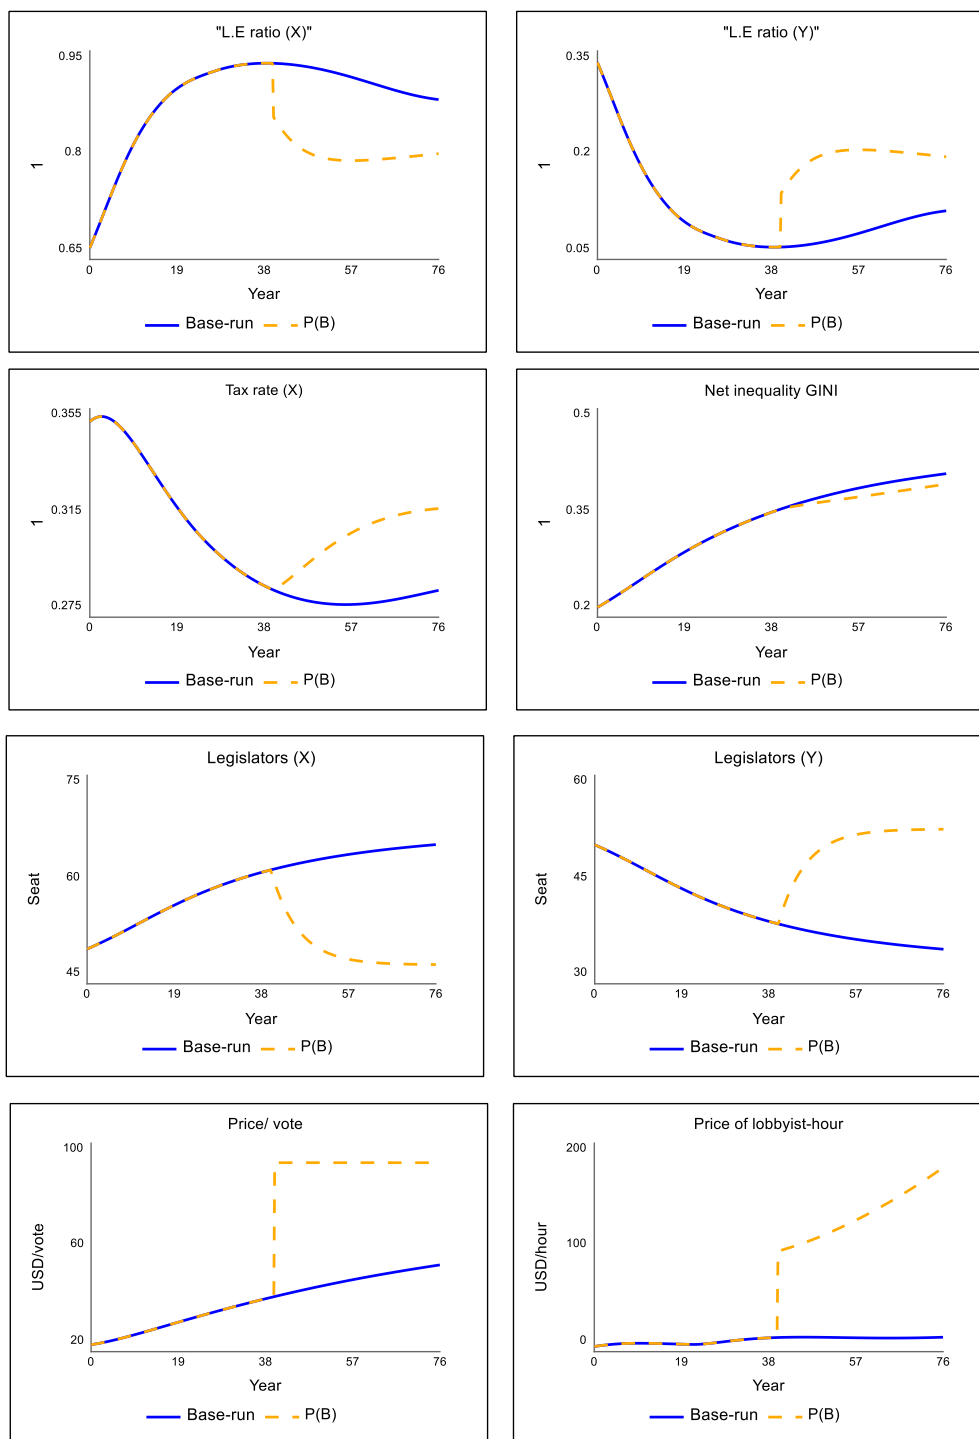 "L.E ratio (X)"
0.95
0.8
0.65
1
0 19 38 57 76
Year
Base-run P(B)
"L.E ratio (Y)"
0.35
0.2
0.05
1
0 19 38 57 76
Year
Base-run P(B)
Tax rate (X)
0.355
0.315
0.275
1
0 19 38 57 76
Year
Base-run P(B)
Net inequality GINI
0.5
0.35
0.2
1
0 19 38 57 76
Year
Base-run P(B)
Legislators (X)
75
60
45
Seat
0 19 38 57 76
Year
Base-run P(B)
Legislators (Y)
60
45
30
Seat
0 19 38 57 76
Year
Base-run P(B)
Price/ vote
100
60
20
USD/vote
0 19 38 57 76
Year
Base-run P(B)
Price of lobbyist-hour
200
100
0
USD/hour
0 19 38 57 76
Year
Base-run P(B)